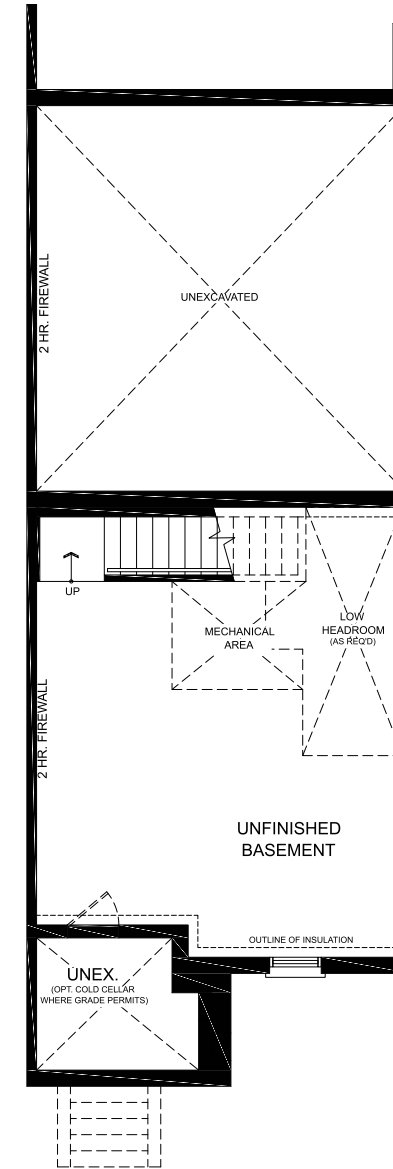 2 HR. FIREWALL
UNEXCAVATED
UP
MECHANICAL
AREA
LOW
HEADROOM
(AS REQ'D)
2 HR. FIREWALL
UNFINISHED
BASEMENT
OUTLINE OF INSULATION
UNEX.
(OPT. COLD CELLAR
WHERE GRADE PERMITS)